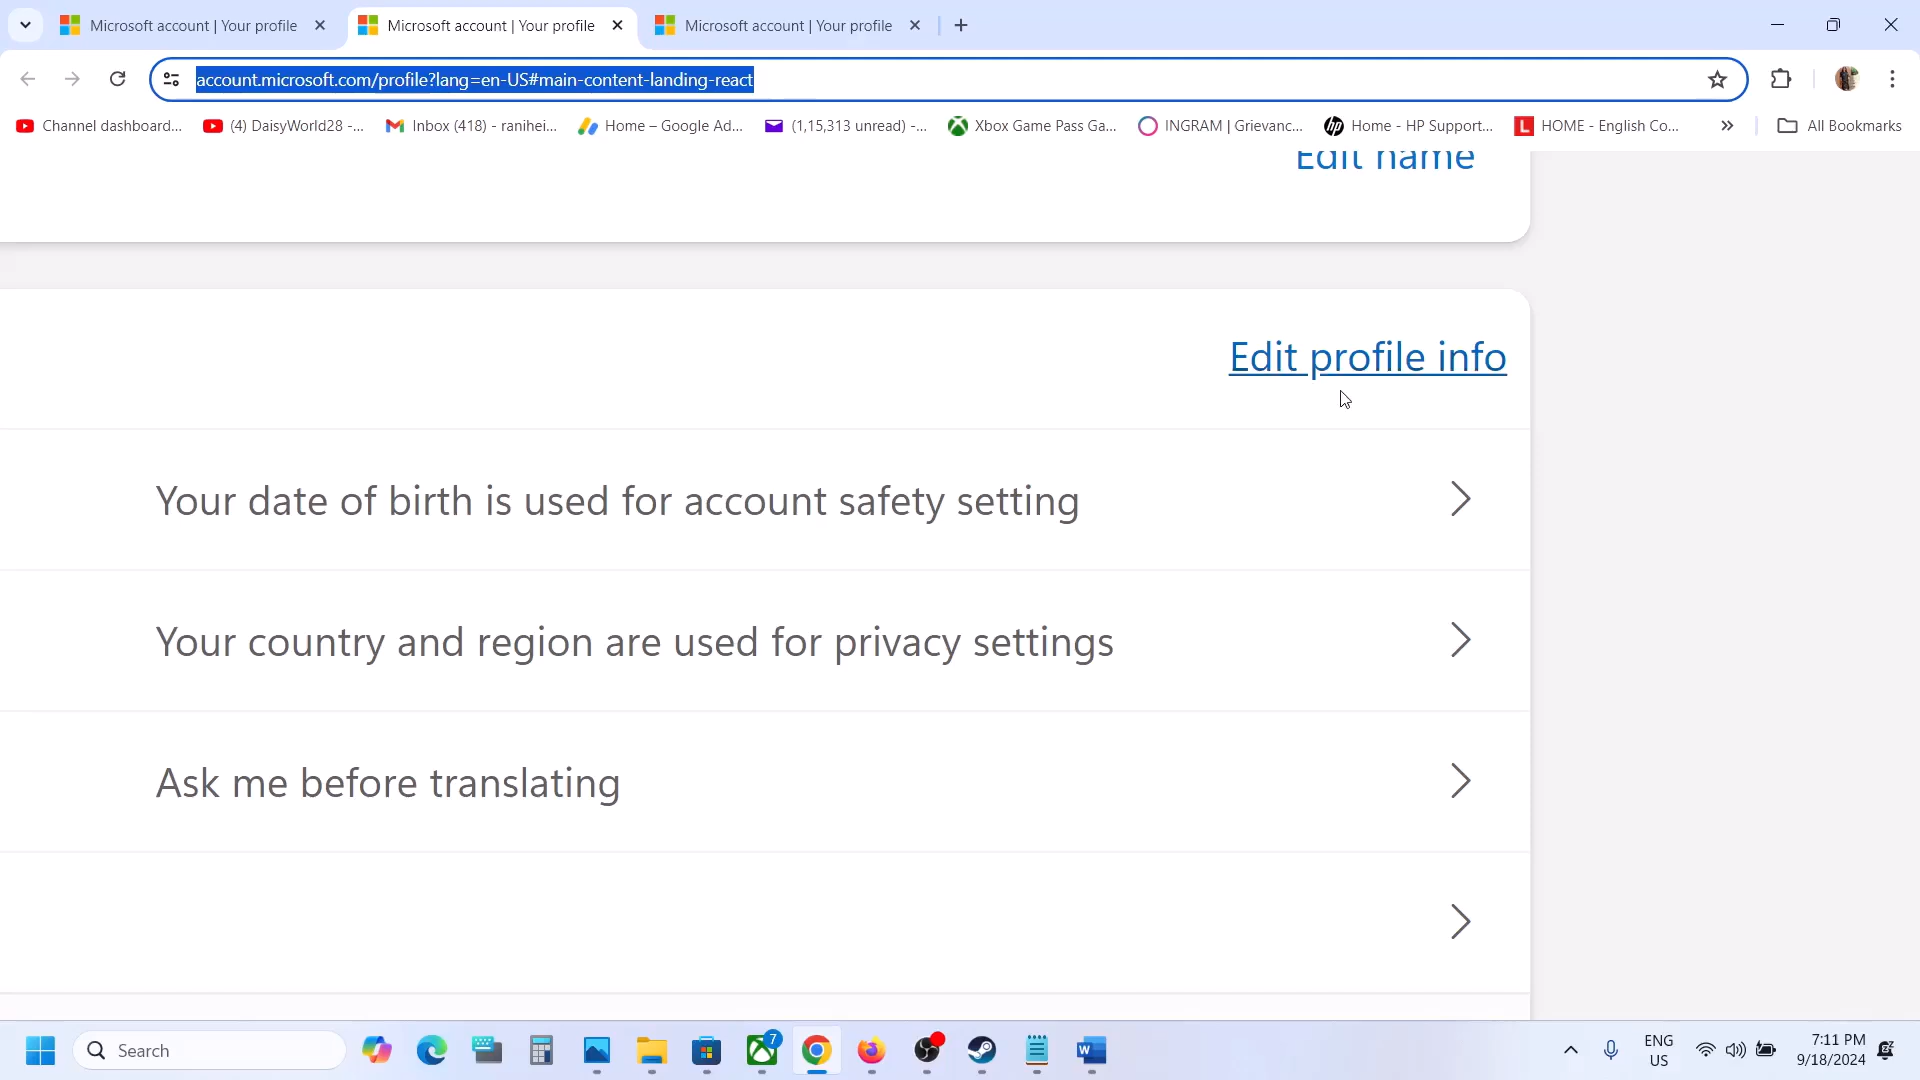 Microsoft account | Your profile
Microsoft account | Your profile
Microsoft account | Your profile
account.microsoft.com/profile?lang=en-US#main-content-landing-react
Channel dashboard...
(4) DaisyWorld28 -...
Inbox (418) - ranihei...
Home – Google Ad...
(1,15,313 unread) -...
Xbox Game Pass Ga...
INGRAM | Grievanc...
hp
Home - HP Support...
L
HOME - English Co...
All Bookmarks
Edit name
Edit profile info
Your date of birth is used for account safety setting
Your country and region are used for privacy settings
Ask me before translating
Search
7
W
ENG
US
7:11 PM
9/18/2024